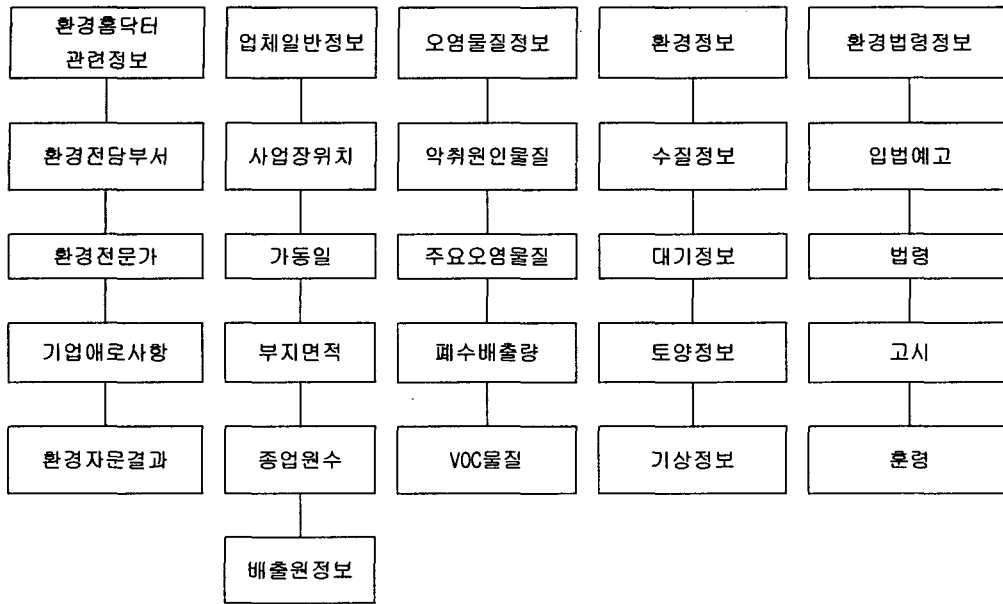 환경홈닥터
관련정보
업체일반정보
오염물질정보
환경정보
환경법령정보
환경전담부서
사업장위치
악취원인물질
수질정보
입법예고
환경전문가
가동일
주요오염물질
대기정보
법령
기업애로사항
부지면적
폐수배출량
토양정보
고시
환경자문결과
종업원수
VOC물질
기상정보
훈령
배출원정보